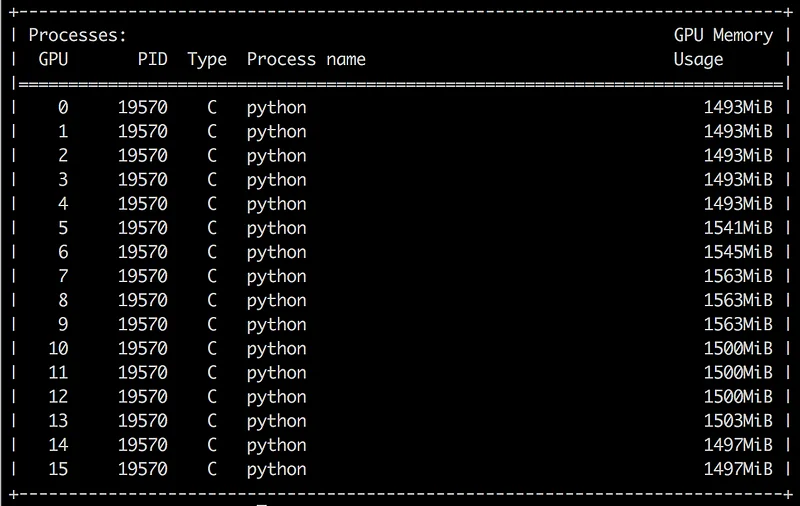 +-----------------------------------------------------------------------------+
| Processes:                                                       GPU Memory |
|  GPU       PID  Type  Process name                               Usage      |
|=============================================================================|
|    0     19570    C   python                                        1493MiB |
|    1     19570    C   python                                        1493MiB |
|    2     19570    C   python                                        1493MiB |
|    3     19570    C   python                                        1493MiB |
|    4     19570    C   python                                        1493MiB |
|    5     19570    C   python                                        1541MiB |
|    6     19570    C   python                                        1545MiB |
|    7     19570    C   python                                        1563MiB |
|    8     19570    C   python                                        1563MiB |
|    9     19570    C   python                                        1563MiB |
|   10     19570    C   python                                        1500MiB |
|   11     19570    C   python                                        1500MiB |
|   12     19570    C   python                                        1500MiB |
|   13     19570    C   python                                        1503MiB |
|   14     19570    C   python                                        1497MiB |
|   15     19570    C   python                                        1497MiB |
+-----------------------------------------------------------------------------+